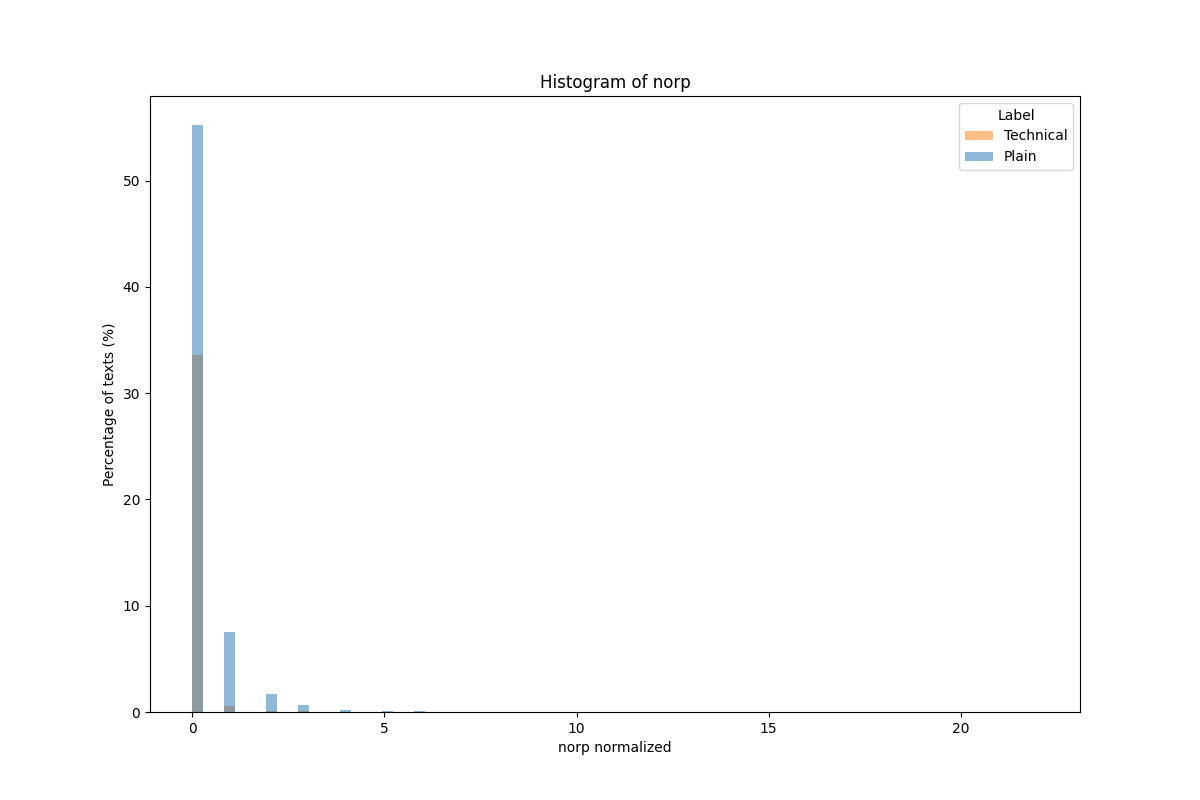 Histogram of norp
Label
Technical
Plain
Percentage of texts (%)
50
40
30
20
10
0
0 5 10 15 20
norp normalized